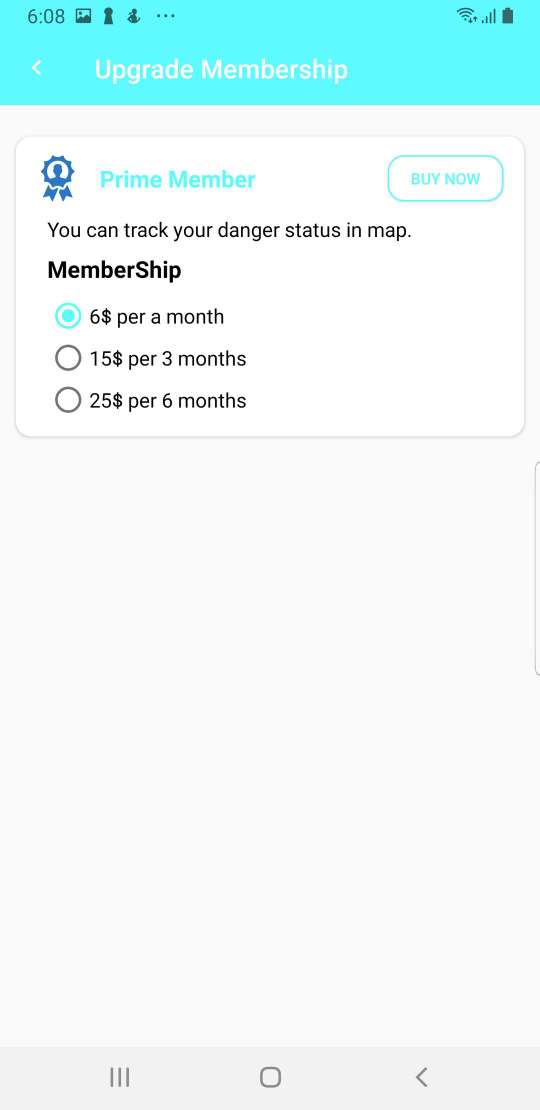 6:08
Upgrade Membership
Prime Member
BUY NOW
You can track your danger status in map.
MemberShip
6$ per a month
15$ per 3 months
25$ per 6 months